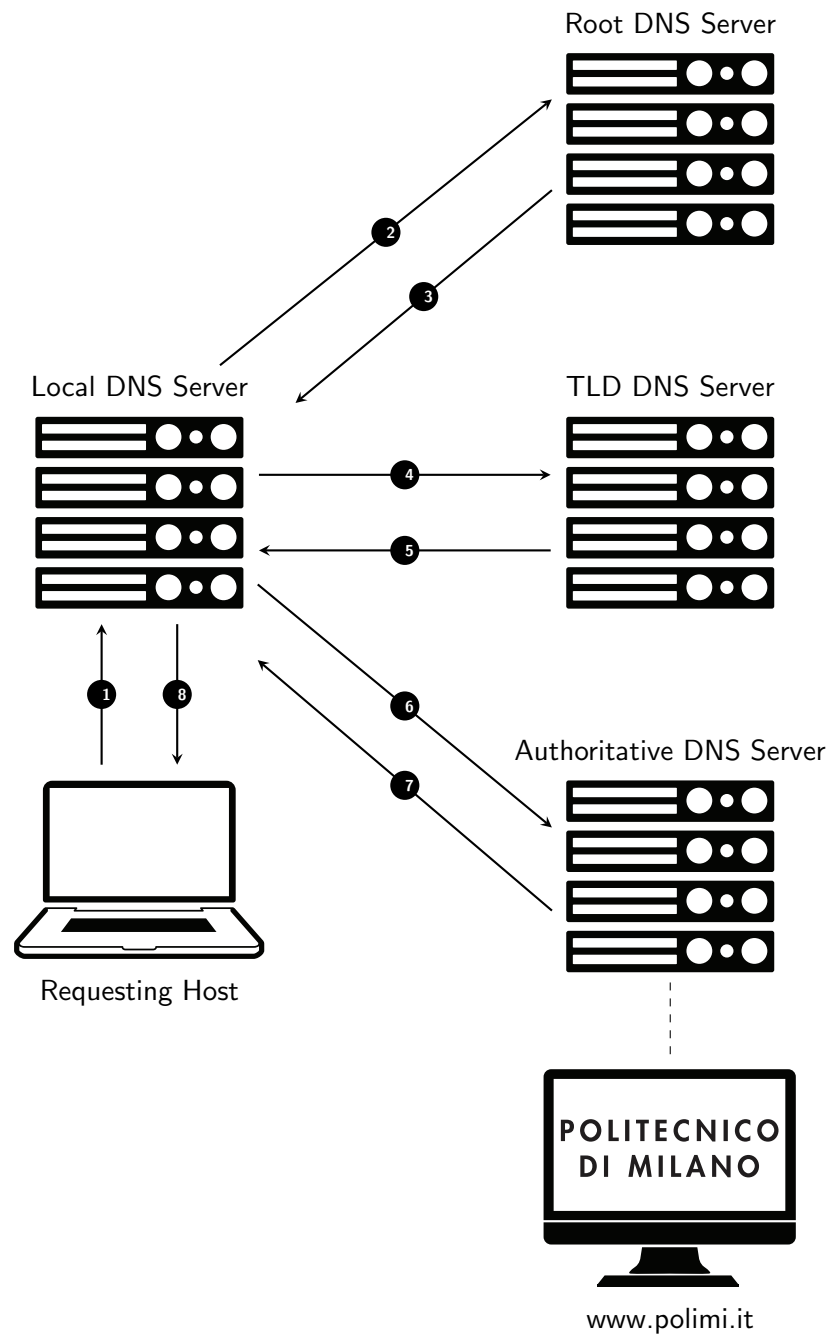 Root DNS Server
2
3
Local DNS Server
TLD DNS Server
4
5
1
8
6
Authoritative DNS Server
7
Requesting Host
POLITECNICO
DI MILANO
www.polimi.it